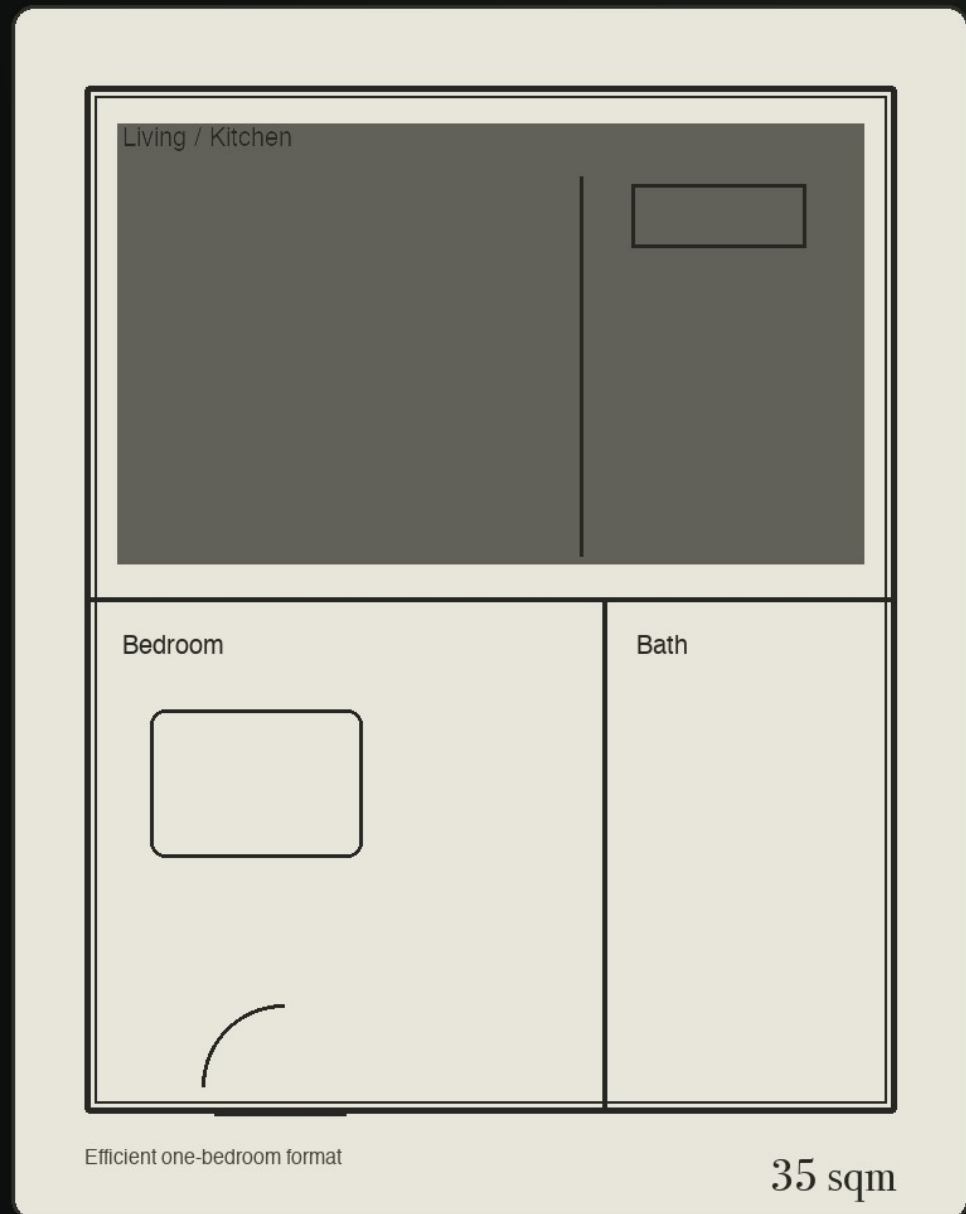 Living / Kitchen
Bedroom
Bath
Efficient one-bedroom format
35 sqm